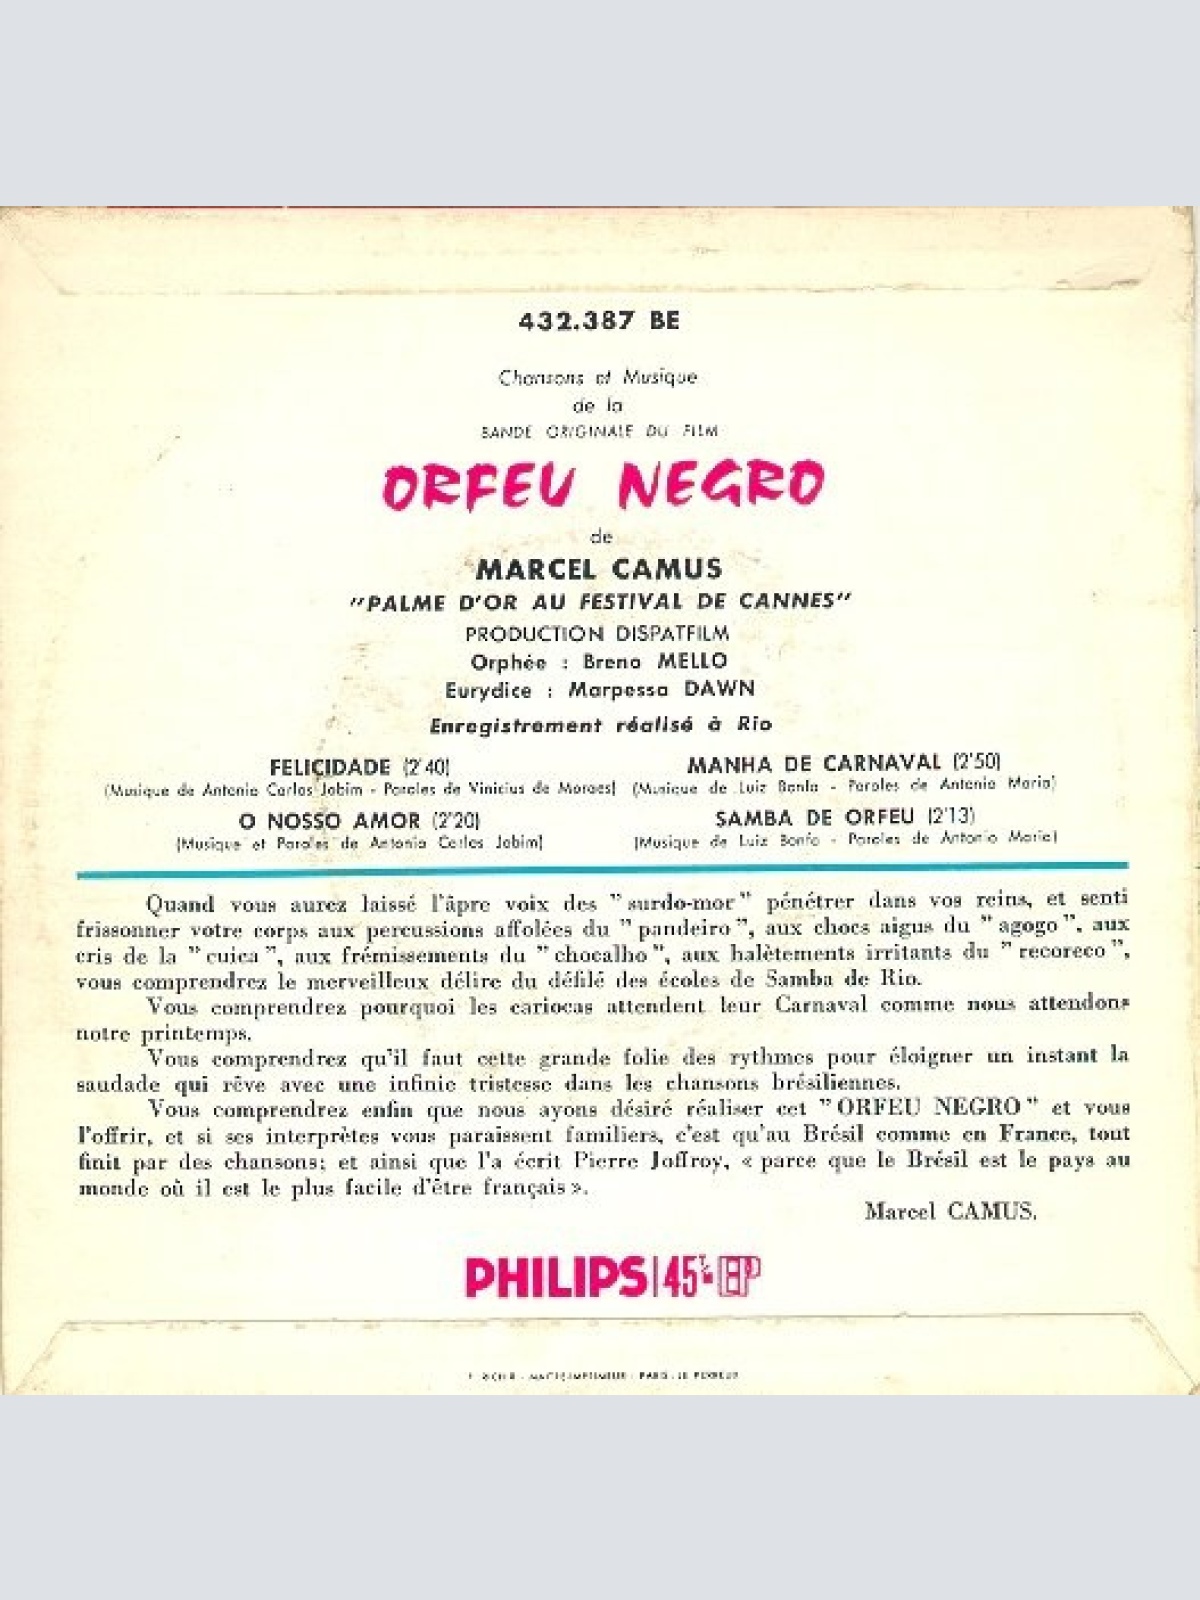 432.387 BE
Chansons et Musique
de la
BANDE ORIGINALE DU FILM
ORFEU NEGRO
de
MARCEL CAMUS
"PALME D'OR AU FESTIVAL DE CANNES"
PRODUCTION DISPATFILM
Orphée : Breno MELLO
Eurydice : Marpessa DAWN
Enregistrement réalisé à Rio
FELICIDADE (2'40)
(Musique de Antonio Carlos Jobim - Paroles de Vinicius de Moraes)
O NOSSO AMOR (2'20)
(Musique et Paroles de Antonio Carlos Jobim)
MANHA DE CARNAVAL (2'50)
(Musique de Luiz Bonfa - Paroles de Antonio Maria)
SAMBA DE ORFEU (2'13)
(Musique de Luiz Bonfa - Paroles de Antonio Maria)
Quand vous aurez laissé l'âpre voix des "surdo-mor" pénétrer dans vos reins, et senti
frissonner votre corps aux percussions affolées du "pandeiro", aux chocs aigus du "agogo", aux
cris de la "cuica", aux frémissements du "chocalho", aux halètements irritants du "recoreco",
vous comprendrez le merveilleux délire du défilé des écoles de Samba de Rio.
Vous comprendrez pourquoi les cariocas attendent leur Carnaval comme nous attendons
notre printemps.
Vous comprendrez qu'il faut cette grande folie des rythmes pour éloigner un instant la
saudade qui rêve avec une infinie tristesse dans les chansons brésiliennes.
Vous comprendrez enfin que nous ayons désiré réaliser cet "ORFEU NEGRO" et vous
l'offrir, et si ses interprètes vous paraissent familiers, c'est qu'au Brésil comme en France, tout
finit par des chansons; et ainsi que l'a écrit Pierre Joffroy, « parce que le Brésil est le pays au
monde où il est le plus facile d'être français ».
Marcel CAMUS.
PHILIPS 45 EP
PARIS